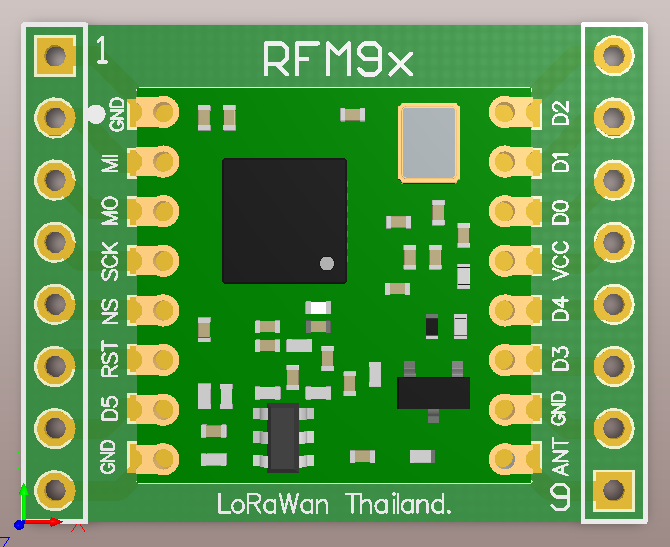 RFM9x
1
GND
MI
MO
SCK
NS
RST
D5
GND
D2
D1
D0
VCC
D4
D3
GND
ANT
9
LoRaWan Thailand.
X
Z